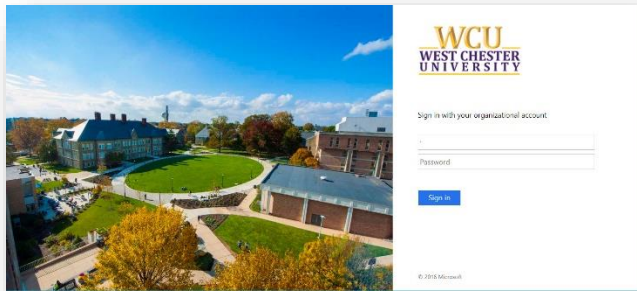 WCU
WEST CHESTER
UNIVERSITY
Sign in with your organizational account
Password
Sign in
© 2016 Microsoft